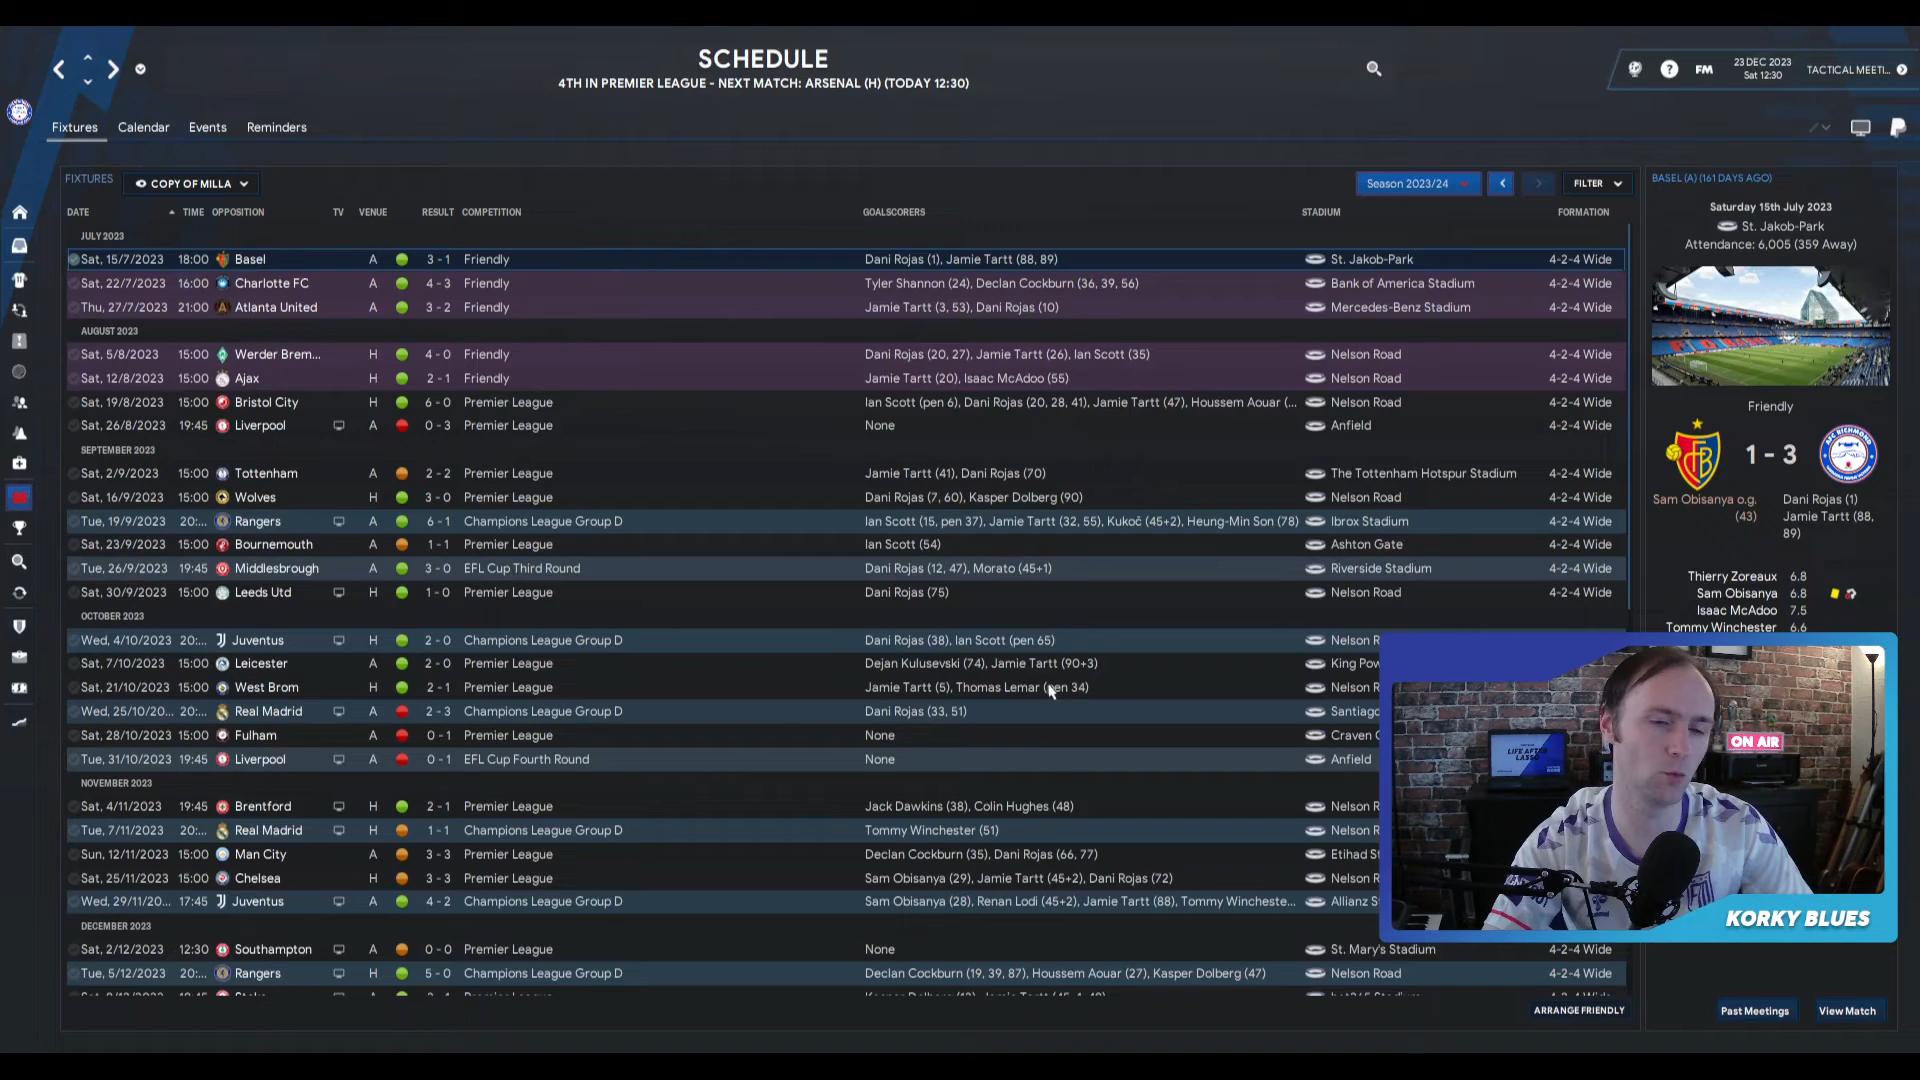 SCHEDULE
4TH IN PREMIER LEAGUE - NEXT MATCH: ARSENAL (H) (TODAY 12:30)
FM
23 DEC 2023
Sat 12:30
TACTICAL MEETI...
Fixtures Calendar Events Reminders
FIXTURES COPY OF MILLA Season 2023/24 FILTER
DATE TIME OPPOSITION TV VENUE RESULT COMPETITION GOALSCORERS STADIUM FORMATION
JULY 2023
Sat, 15/7/2023 18:00 Basel A 3 - 1 Friendly Dani Rojas (1), Jamie Tartt (88, 89) St. Jakob-Park 4-2-4 Wide
Sat, 22/7/2023 16:00 Charlotte FC A 4 - 3 Friendly Tyler Shannon (24), Declan Cockburn (36, 39, 56) Bank of America Stadium 4-2-4 Wide
Thu, 27/7/2023 21:00 Atlanta United A 3 - 2 Friendly Jamie Tartt (3, 53), Dani Rojas (10) Mercedes-Benz Stadium 4-2-4 Wide
AUGUST 2023
Sat, 5/8/2023 15:00 Werder Brem... H 4 - 0 Friendly Dani Rojas (20, 27), Jamie Tartt (26), Ian Scott (35) Nelson Road 4-2-4 Wide
Sat, 12/8/2023 15:00 Ajax H 2 - 1 Friendly Jamie Tartt (20), Isaac McAdoo (55) Nelson Road 4-2-4 Wide
Sat, 19/8/2023 15:00 Bristol City H 6 - 0 Premier League Ian Scott (pen 6), Dani Rojas (20, 28, 41), Jamie Tartt (47), Houssem Aouar (... Nelson Road 4-2-4 Wide
Sat, 26/8/2023 19:45 Liverpool A 0 - 3 Premier League None Anfield 4-2-4 Wide
SEPTEMBER 2023
Sat, 2/9/2023 15:00 Tottenham A 2 - 2 Premier League Jamie Tartt (41), Dani Rojas (70) The Tottenham Hotspur Stadium 4-2-4 Wide
Sat, 16/9/2023 15:00 Wolves H 3 - 0 Premier League Dani Rojas (7, 60), Kasper Dolberg (90) Nelson Road 4-2-4 Wide
Tue, 19/9/2023 20:... Rangers A 6 - 1 Champions League Group D Ian Scott (15, pen 37), Jamie Tartt (32, 55), Kukoč (45+2), Heung-Min Son (78) Ibrox Stadium 4-2-4 Wide
Sat, 23/9/2023 15:00 Bournemouth A 1 - 1 Premier League Ian Scott (54) Ashton Gate 4-2-4 Wide
Tue, 26/9/2023 19:45 Middlesbrough A 3 - 0 EFL Cup Third Round Dani Rojas (12, 47), Morato (45+1) Riverside Stadium 4-2-4 Wide
Sat, 30/9/2023 15:00 Leeds Utd H 1 - 0 Premier League Dani Rojas (75) Nelson Road 4-2-4 Wide
OCTOBER 2023
Wed, 4/10/2023 20:... Juventus H 2 - 0 Champions League Group D Dani Rojas (38), Ian Scott (pen 65) Nelson R
Sat, 7/10/2023 15:00 Leicester A 2 - 0 Premier League Dejan Kulusevski (74), Jamie Tartt (90+3) King Pow
Sat, 21/10/2023 15:00 West Brom H 2 - 1 Premier League Jamie Tartt (5), Thomas Lemar (pen 34) Nelson R
Wed, 25/10/20... 20:... Real Madrid A 2 - 3 Champions League Group D Dani Rojas (33, 51) Santiago
Sat, 28/10/2023 15:00 Fulham A 0 - 1 Premier League None Craven C
Tue, 31/10/2023 19:45 Liverpool A 0 - 1 EFL Cup Fourth Round None Anfield
NOVEMBER 2023
Sat, 4/11/2023 19:45 Brentford H 2 - 1 Premier League Jack Dawkins (38), Colin Hughes (48) Nelson R
Tue, 7/11/2023 20:... Real Madrid H 1 - 1 Champions League Group D Tommy Winchester (51) Nelson R
Sun, 12/11/2023 15:00 Man City A 3 - 3 Premier League Declan Cockburn (35), Dani Rojas (66, 77) Etihad St
Sat, 25/11/2023 15:00 Chelsea H 3 - 3 Premier League Sam Obisanya (29), Jamie Tartt (45+2), Dani Rojas (72) Nelson R
Wed, 29/11/20... 17:45 Juventus A 4 - 2 Champions League Group D Sam Obisanya (28), Renan Lodi (45+2), Jamie Tartt (88), Tommy Wincheste... Allianz S
DECEMBER 2023
Sat, 2/12/2023 12:30 Southampton A 0 - 0 Premier League None St. Mary's Stadium 4-2-4 Wide
Tue, 5/12/2023 20:... Rangers H 5 - 0 Champions League Group D Declan Cockburn (19, 39, 87), Houssem Aouar (27), Kasper Dolberg (47) Nelson Road 4-2-4 Wide
ARRANGE FRIENDLY
BASEL (A) (161 DAYS AGO)
Saturday 15th July 2023
St. Jakob-Park
Attendance: 6,005 (359 Away)
Friendly
AFC RICHMOND
1 - 3
Sam Obisanya o.g. (43)
Dani Rojas (1)
Jamie Tartt (88, 89)
Thierry Zoreaux 6.8
Sam Obisanya 6.8
Isaac McAdoo 7.5
Tommy Winchester 6.6
LIFE AFTER
LASSO
ON AIR
KORKY BLUES
Past Meetings View Match